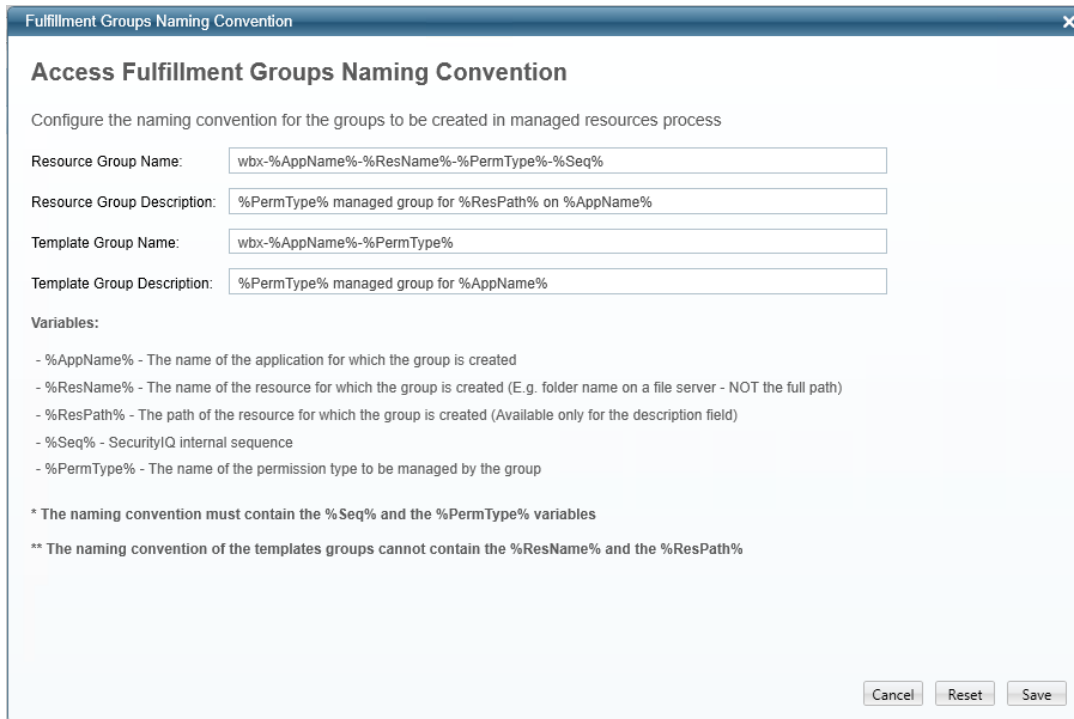 Fulfillment Groups Naming Convention
Access Fulfillment Groups Naming Convention
Configure the naming convention for the groups to be created in managed resources process
Resource Group Name: wbx-%AppName%-%ResName%-%PermType%-%Seq%
Resource Group Description: %PermType% managed group for %ResPath% on %AppName%
Template Group Name: wbx-%AppName%-%PermType%
Template Group Description: %PermType% managed group for %AppName%
Variables:
- %AppName% - The name of the application for which the group is created
- %ResName% - The name of the resource for which the group is created (E.g. folder name on a file server - NOT the full path)
- %ResPath% - The path of the resource for which the group is created (Available only for the description field)
- %Seq% - SecurityIQ internal sequence
- %PermType% - The name of the permission type to be managed by the group
* The naming convention must contain the %Seq% and the %PermType% variables
** The naming convention of the templates groups cannot contain the %ResName% and the %ResPath%
Cancel Reset Save